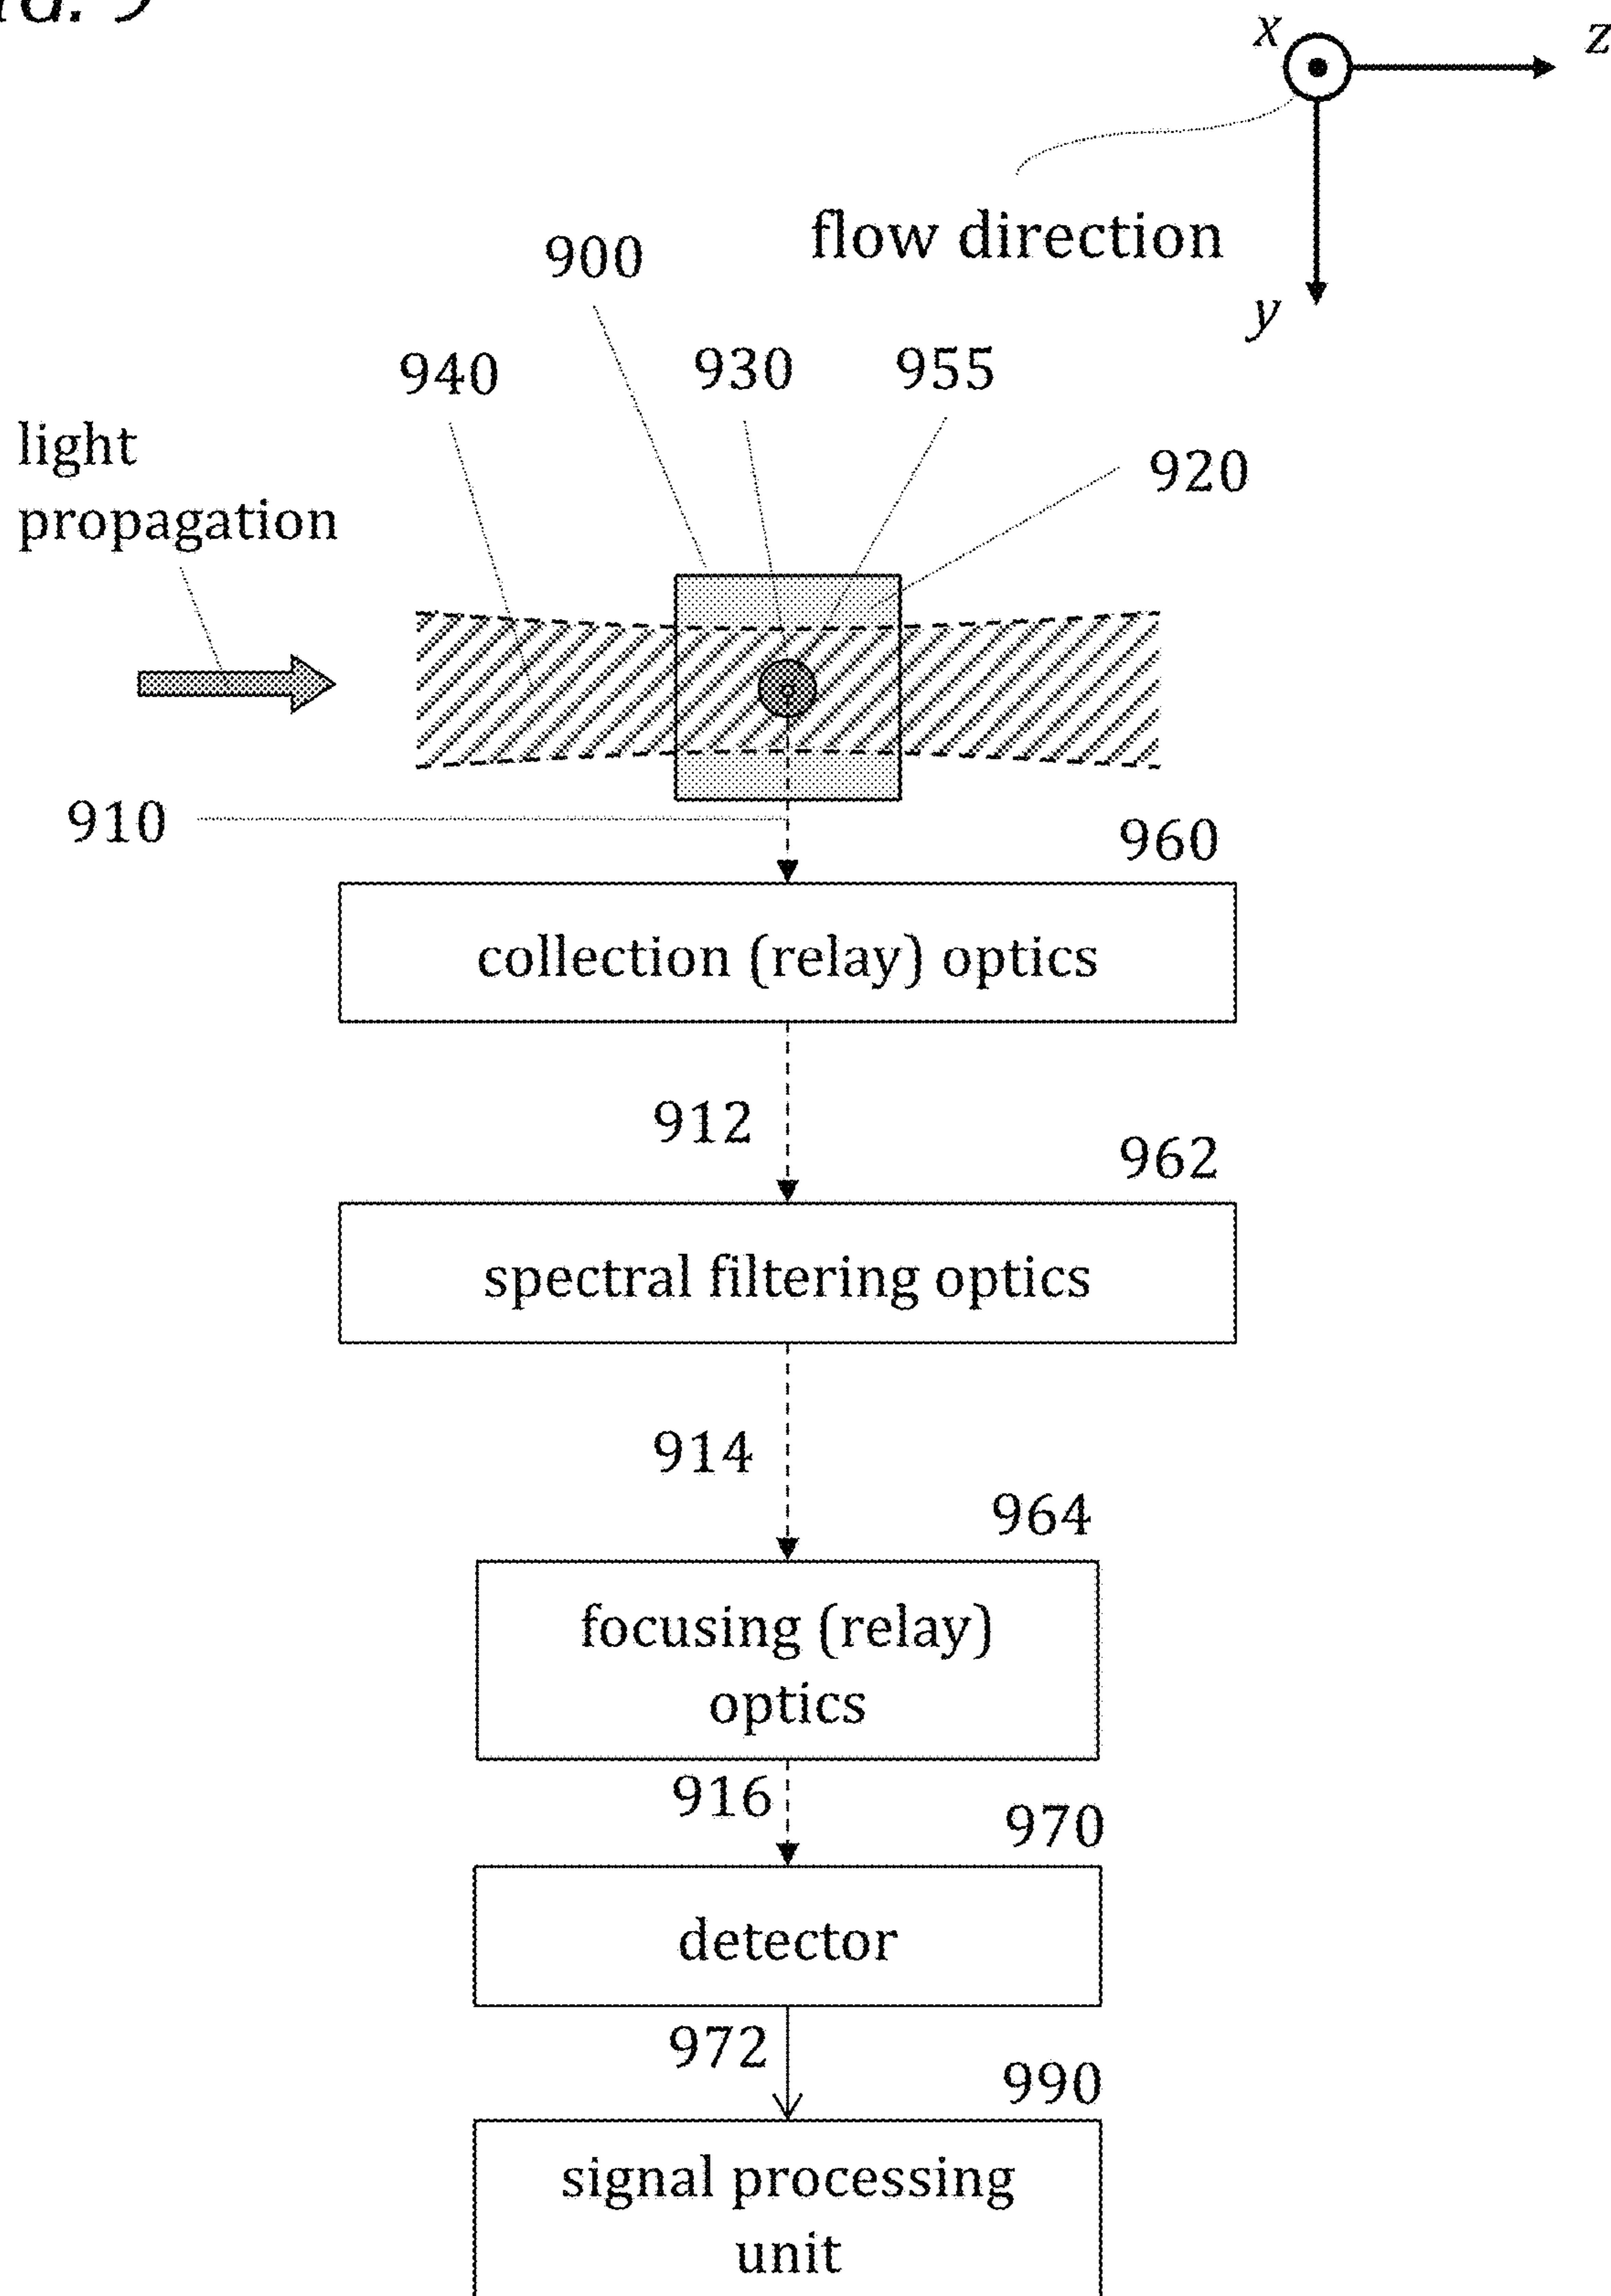 x z
flow direction
y
900
940 930 955
920
light
propagation
910
960
collection (relay) optics
912
962
spectral filtering optics
914
964
focusing (relay)
optics
916
970
detector
972
990
signal processing
unit